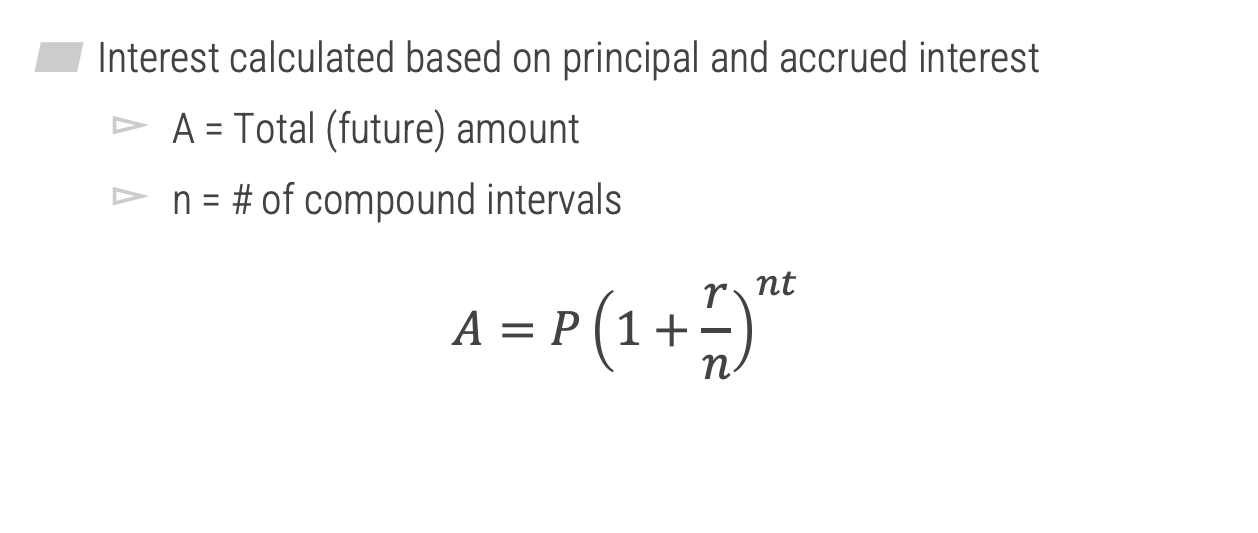 Interest calculated based on principal and accrued interest
A = Total (future) amount
n = # of compound intervals
A = P(1 + r/n)^nt